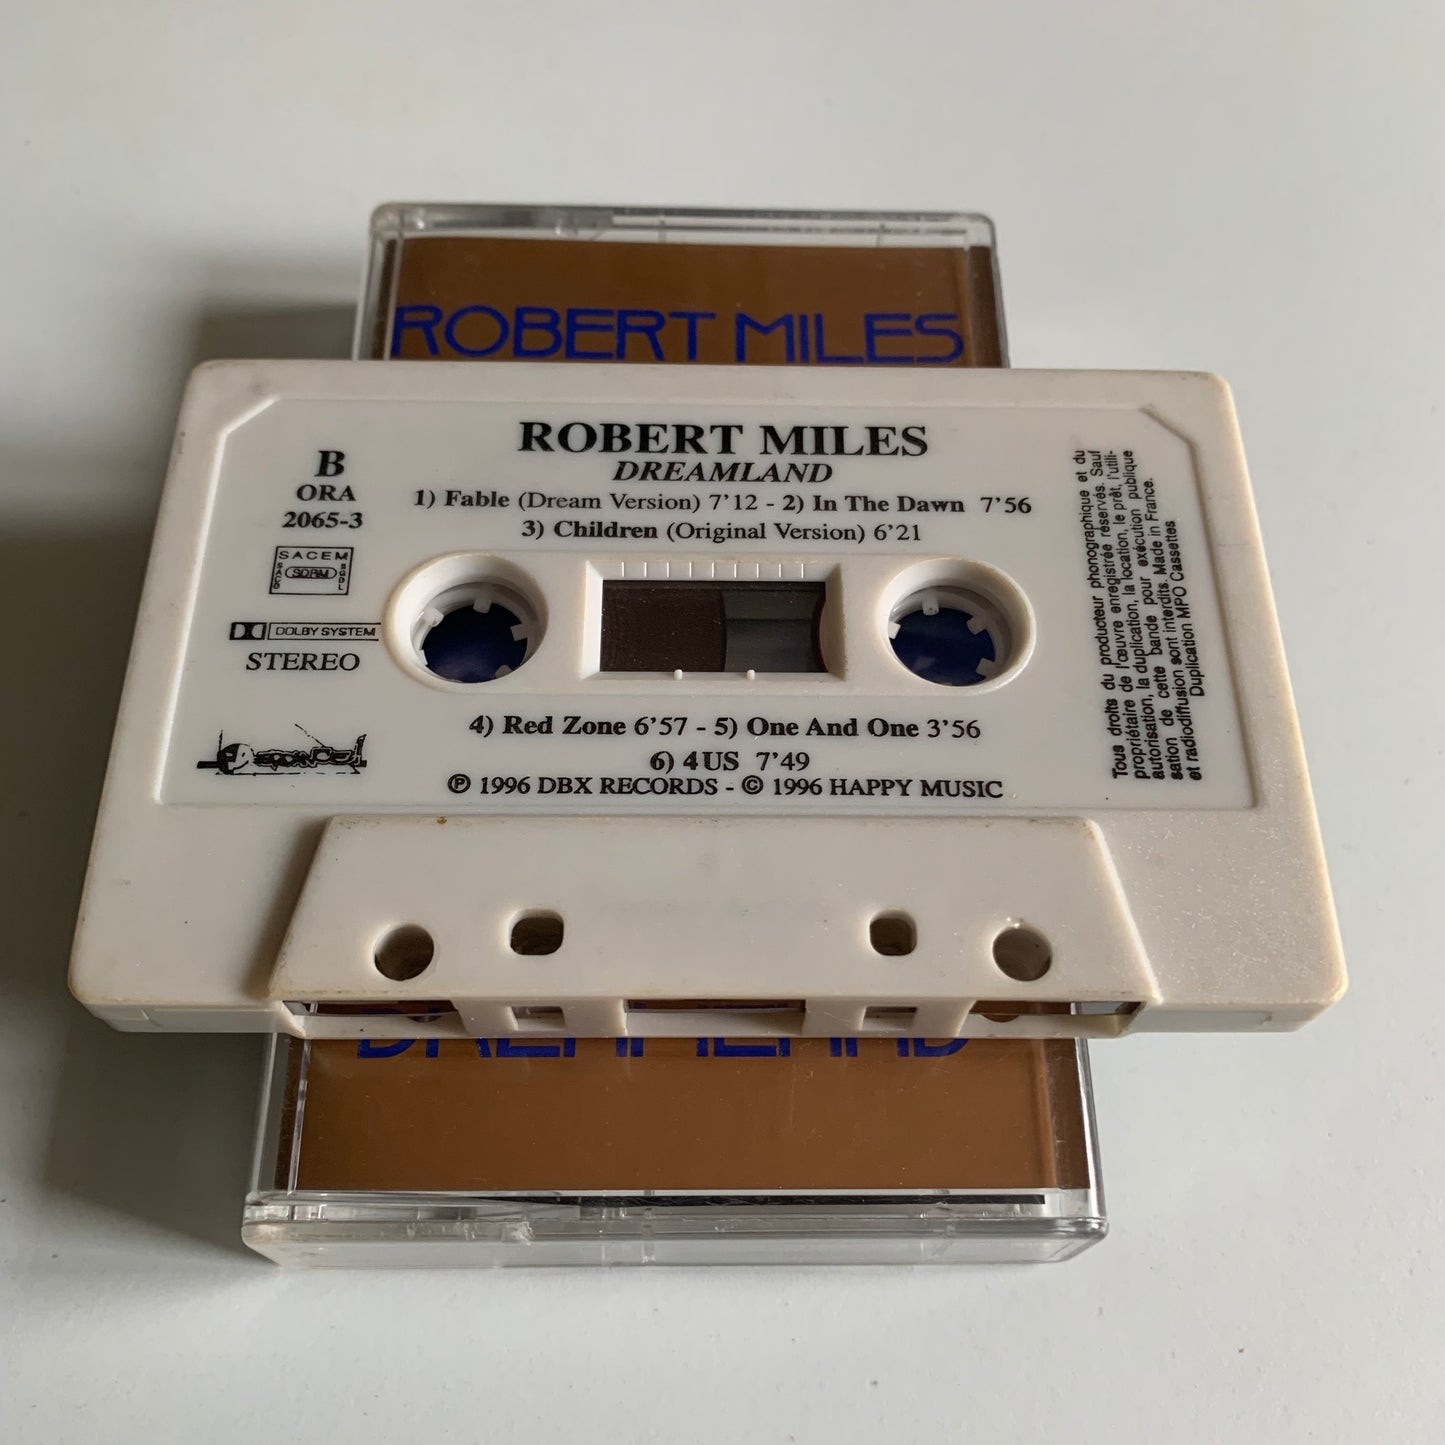 ROBERT MILES
ROBERT MILES
DREAMLAND
B
ORA
2065-3
1) Fable (Dream Version) 7'12 - 2) In The Dawn 7'56
3) Children (Original Version) 6'21
SACEM
SACD SDRM SGDL
DOLBY SYSTEM
STEREO
4) Red Zone 6'57 - 5) One And One 3'56
6) 4US 7'49
℗ 1996 DBX RECORDS - © 1996 HAPPY MUSIC
Tous droits du producteur phonographique et du
propriétaire de l'œuvre enregistrée réservés. Sauf
autorisation, la duplication, la location, le prêt, l'utili-
sation de cette bande pour exécution publique
et radiodiffusion sont interdits. Made in France.
Duplication MPO Cassettes
DREAMLAND